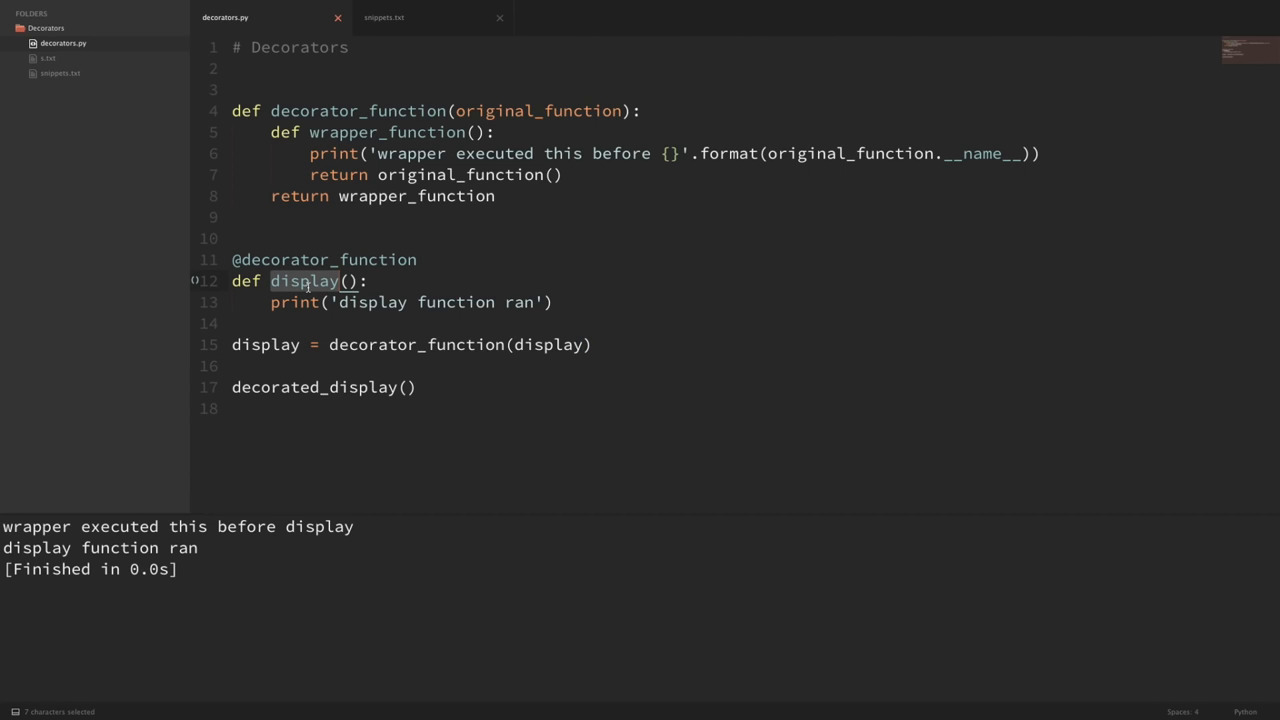 FOLDERS
Decorators
decorators.py
s.txt
snippets.txt
decorators.py
snippets.txt
1 # Decorators
2
3
4 def decorator_function(original_function):
5     def wrapper_function():
6         print('wrapper executed this before {}'.format(original_function.__name__))
7         return original_function()
8     return wrapper_function
9
10
11 @decorator_function
12 def display():
13     print('display function ran')
14
15 display = decorator_function(display)
16
17 decorated_display()
18
wrapper executed this before display
display function ran
[Finished in 0.0s]
7 characters selected
Spaces: 4
Python